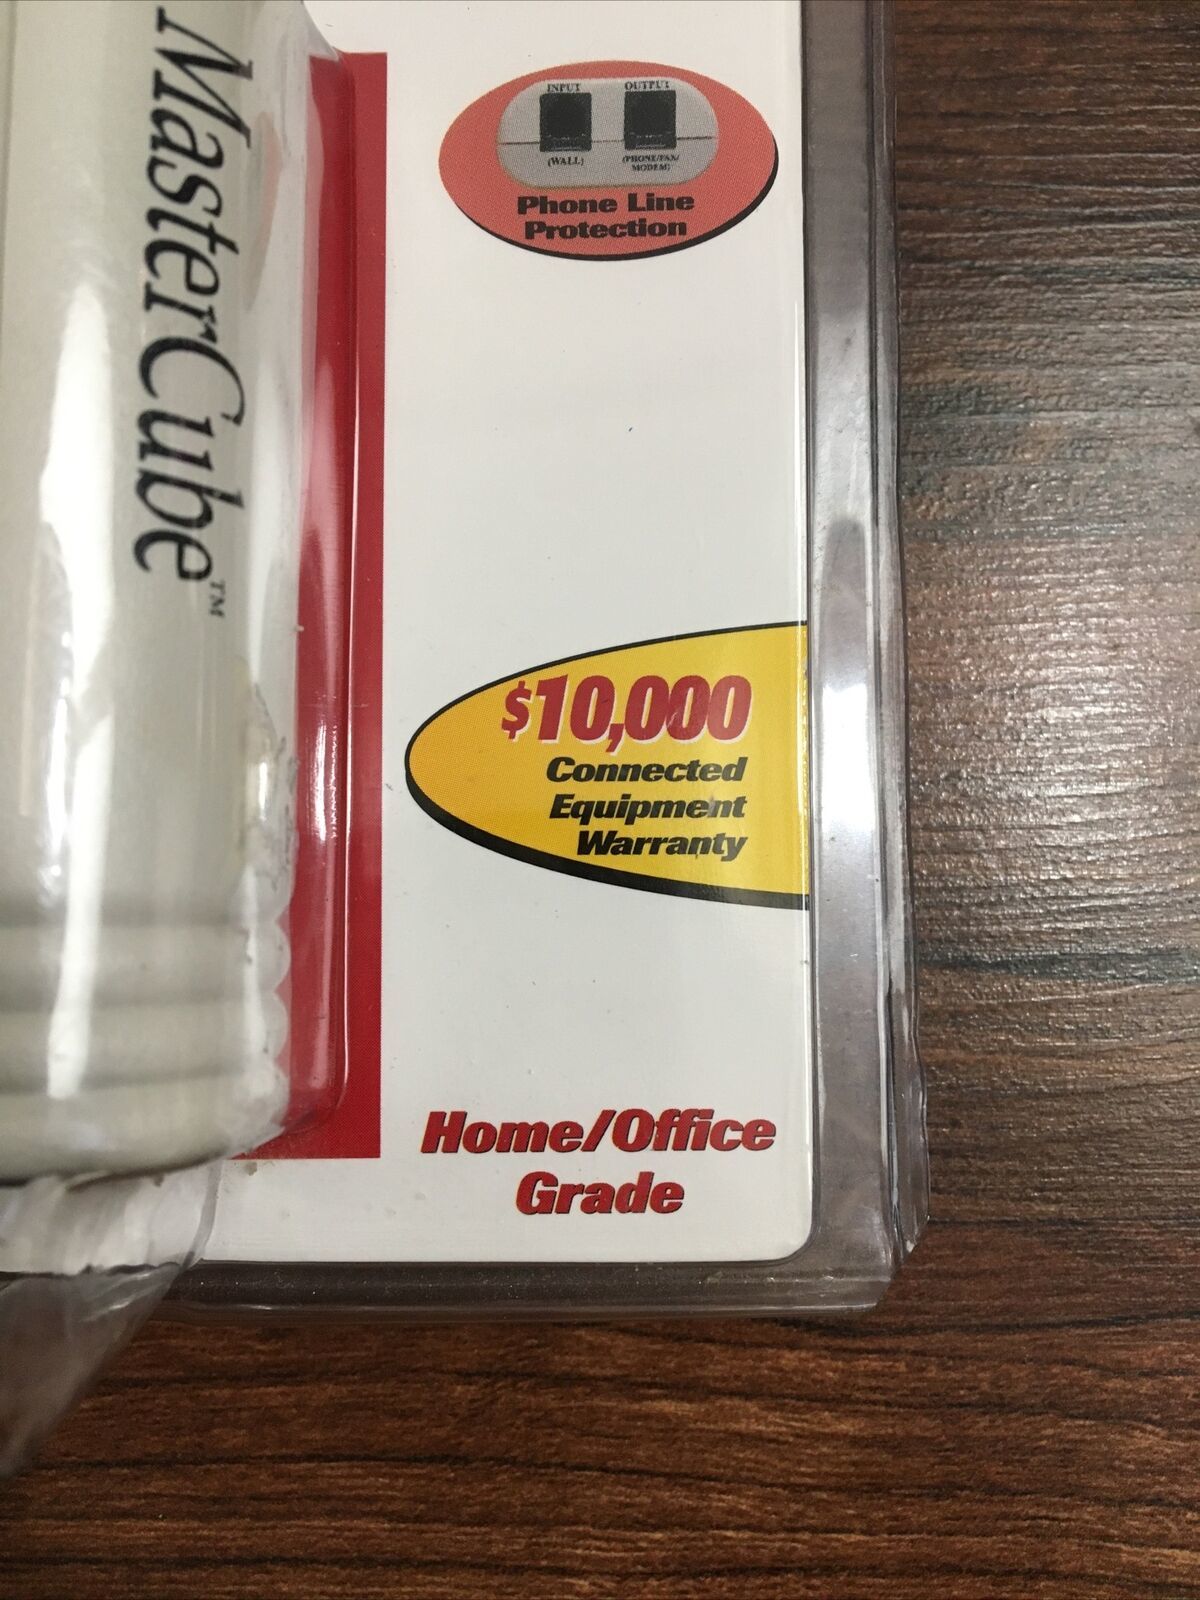 MasterCube™
INPUT
OUTPUT
(WALL)
(PHONE/FAX/
MODEM)
Phone Line
Protection
$10,000
Connected
Equipment
Warranty
Home/Office
Grade